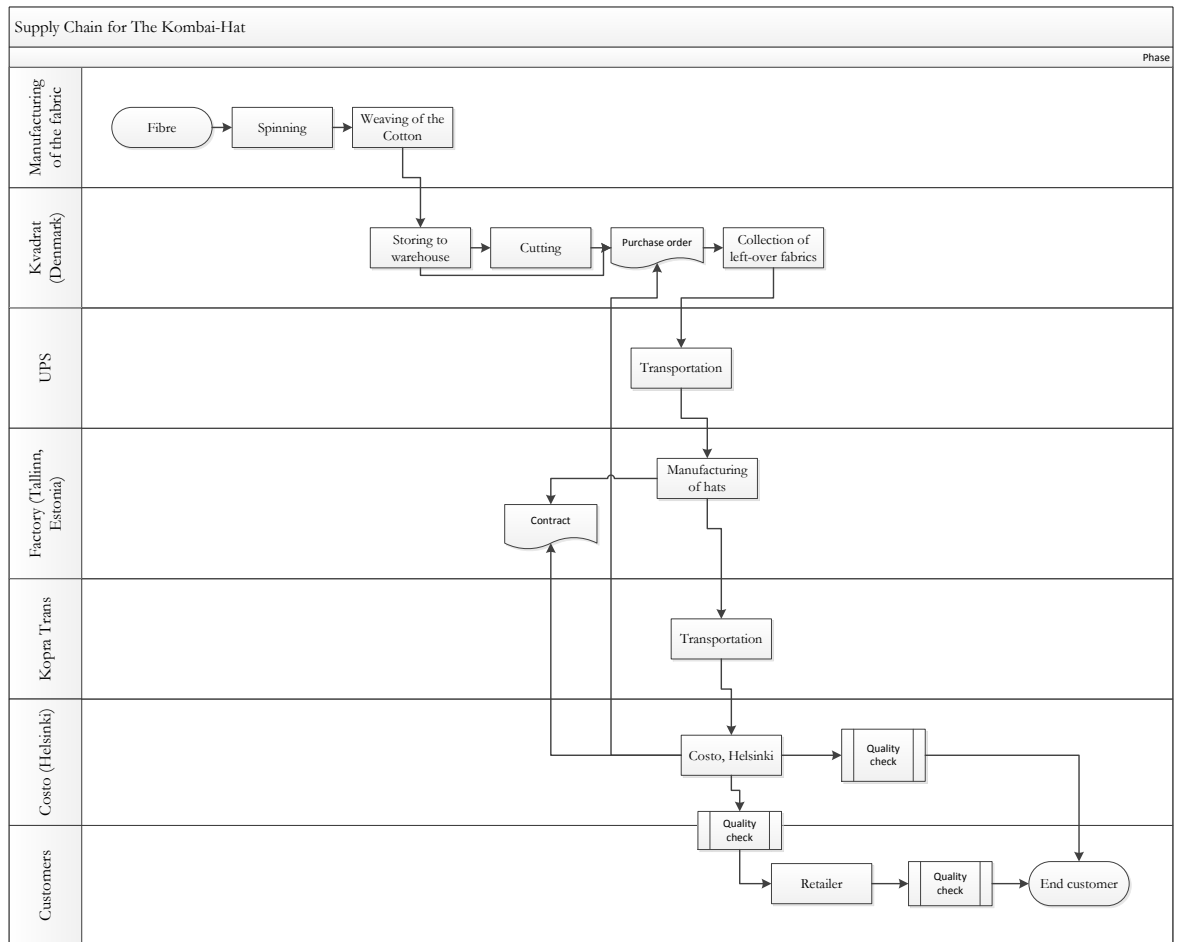 Supply Chain for The Kombai-Hat
Phase
Manufacturing
of the fabric
Fibre
Spinning
Weaving of the
Cotton
Kvadrat
(Denmark)
Storing to
warehouse
Cutting
Purchase order
Collection of
left-over fabrics
UPS
Transportation
Factory (Tallinn,
Estonia)
Manufacturing
of hats
Contract
Kopra Trans
Transportation
Costo (Helsinki)
Costo, Helsinki
Quality
check
Quality
check
Customers
Retailer
Quality
check
End customer